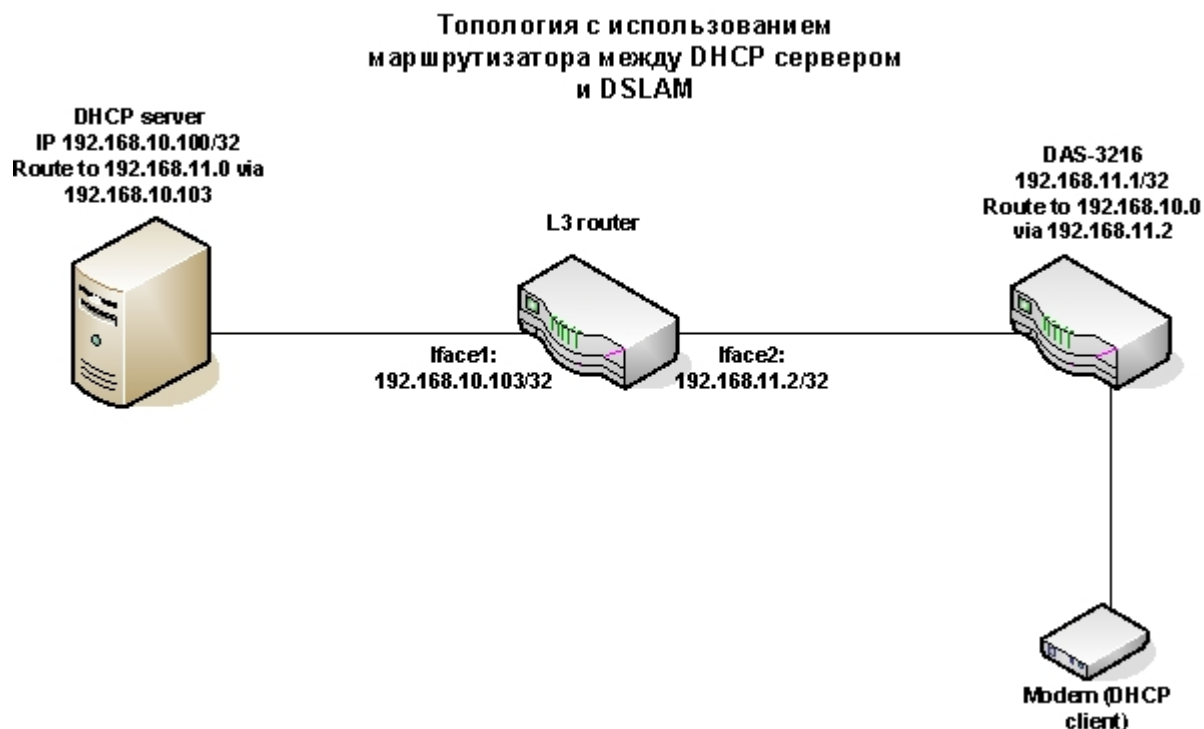 Топология с использованием
маршрутизатора между DHCP сервером
и DSLAM
DHCP server
IP 192.168.10.100/32
Route to 192.168.11.0 via
192.168.10.103
L3 router
DAS-3216
192.168.11.1/32
Route to 192.168.10.0
via 192.168.11.2
Iface1:
192.168.10.103/32
Iface2:
192.168.11.2/32
Modem (DHCP
client)